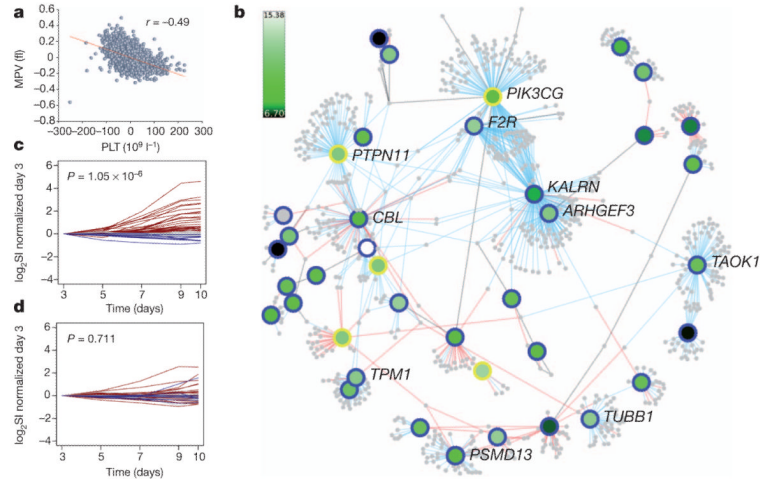 a
r = –0.49
0.6
0.4
0.2
0
–0.2
–0.4
–0.6
–0.8
MPV (fl)
–300 –200 –100 0 100 200 300
PLT (10⁹ l⁻¹)
b
15.38
6.70
PIK3CG
F2R
PTPN11
KALRN
ARHGEF3
CBL
TAOK1
TPM1
TUBB1
PSMD13
c
P = 1.05 × 10⁻⁶
6
4
2
0
–2
–4
log₂SI normalized day 3
3 5 7 9 10
Time (days)
d
P = 0.711
6
4
2
0
–2
–4
log₂SI normalized day 3
3 5 7 9 10
Time (days)